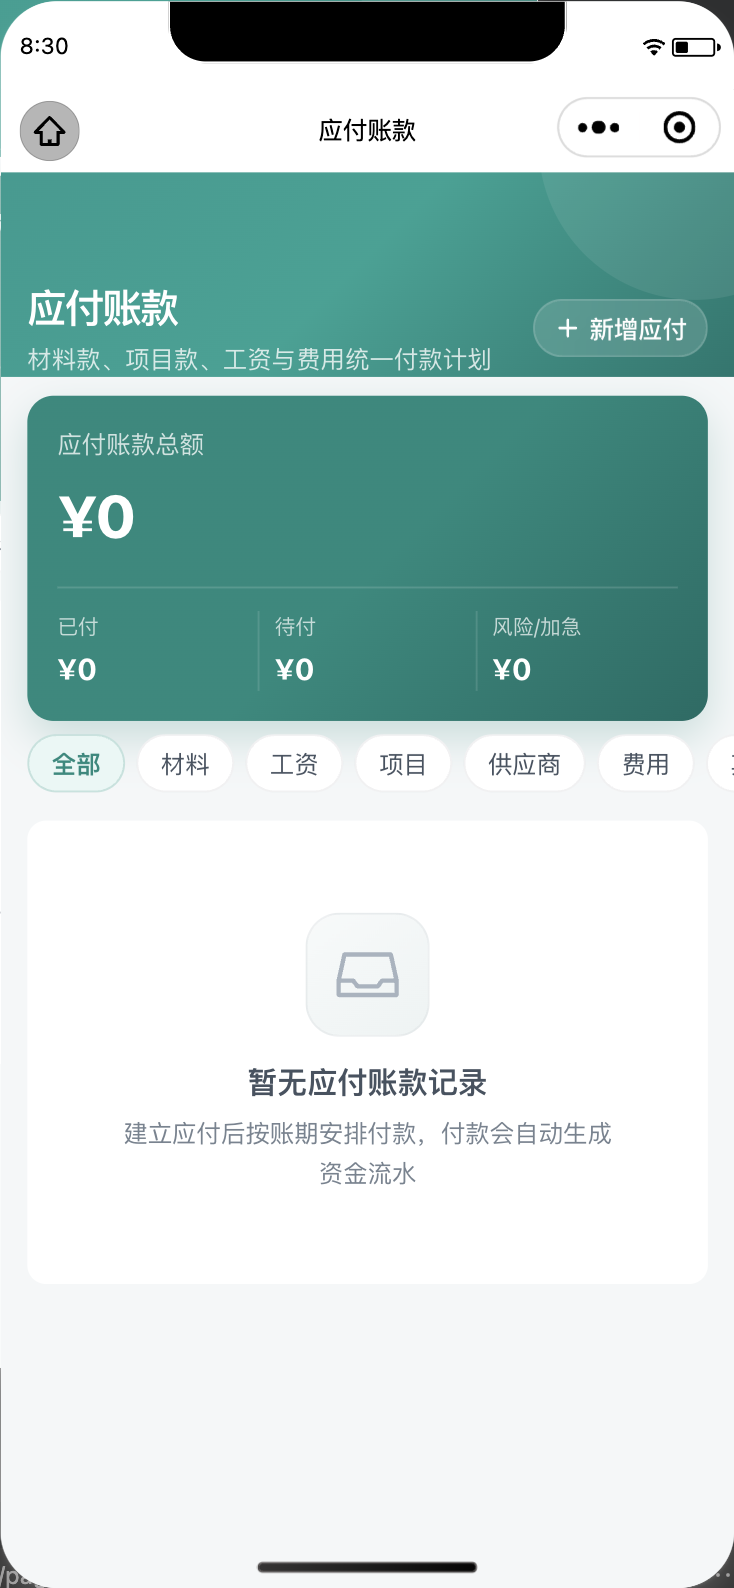 8:30
应付账款
应付账款
+ 新增应付
材料款、项目款、工资与费用统一付款计划
应付账款总额
¥0
已付 待付 风险/加急
¥0 ¥0 ¥0
全部 材料 工资 项目 供应商 费用
暂无应付账款记录
建立应付后按账期安排付款，付款会自动生成
资金流水
/pa